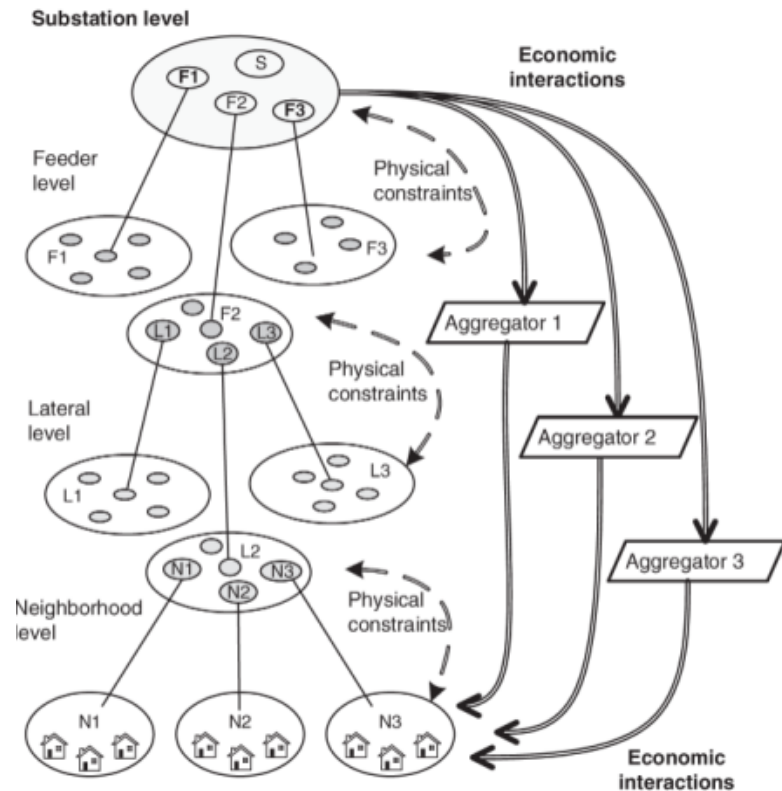 Substation level
Economic
interactions
S
F1
F2
F3
Feeder
level
Physical
constraints
F1
F3
F2
L1
L3
L2
Aggregator 1
Physical
constraints
Lateral
level
Aggregator 2
L1
L3
L2
N1
N3
N2
Aggregator 3
Physical
constraints
Neighborhood
level
N1
N2
N3
Economic
interactions